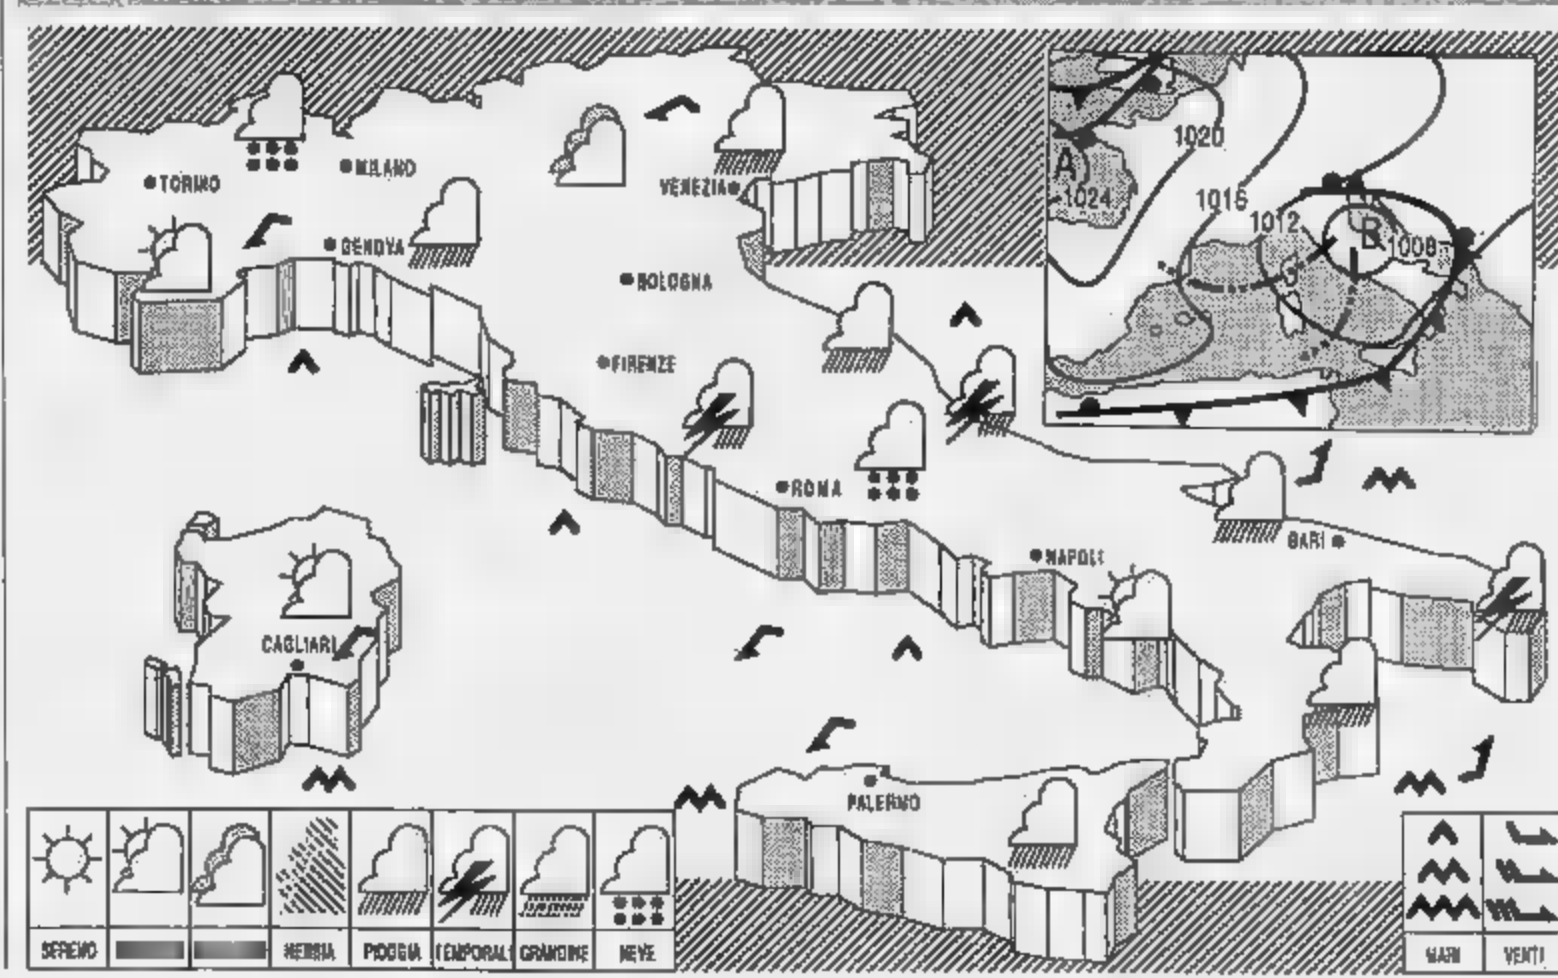 TORINO
MILANO
VENEZIA
GENOVA
BOLOGNA
FIRENZE
ROMA
NAPOLI
BARI
CAGLIARI
PALERMO
1020
A
1024
1016
1012
B
1008
SERENO
NEBBIA
PIOGGIA
TEMPORALI
GRANDINE
NEVE
MARI
VENTI